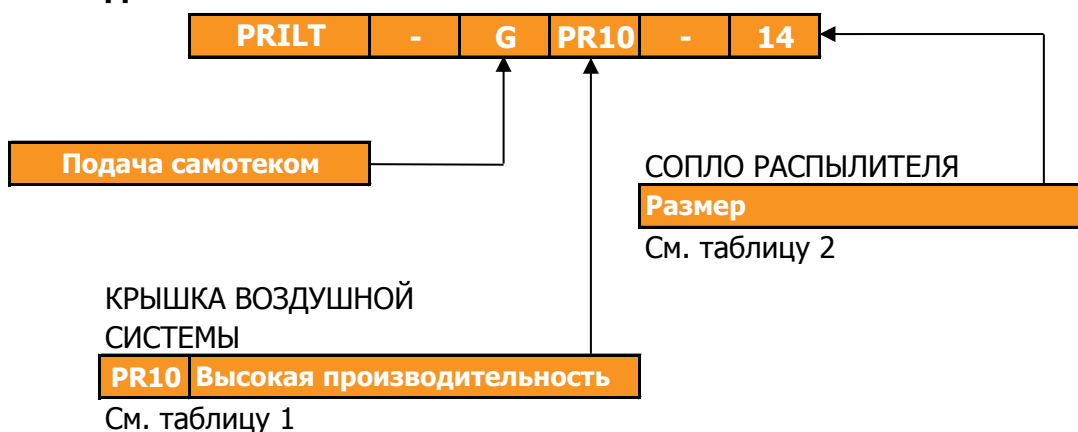 PRILT - G PR10 - 14
Подача самотеком
СОПЛО РАСПЫЛИТЕЛЯ
Размер
См. таблицу 2
КРЫШКА ВОЗДУШНОЙ
СИСТЕМЫ
PR10 Высокая производительность
См. таблицу 1